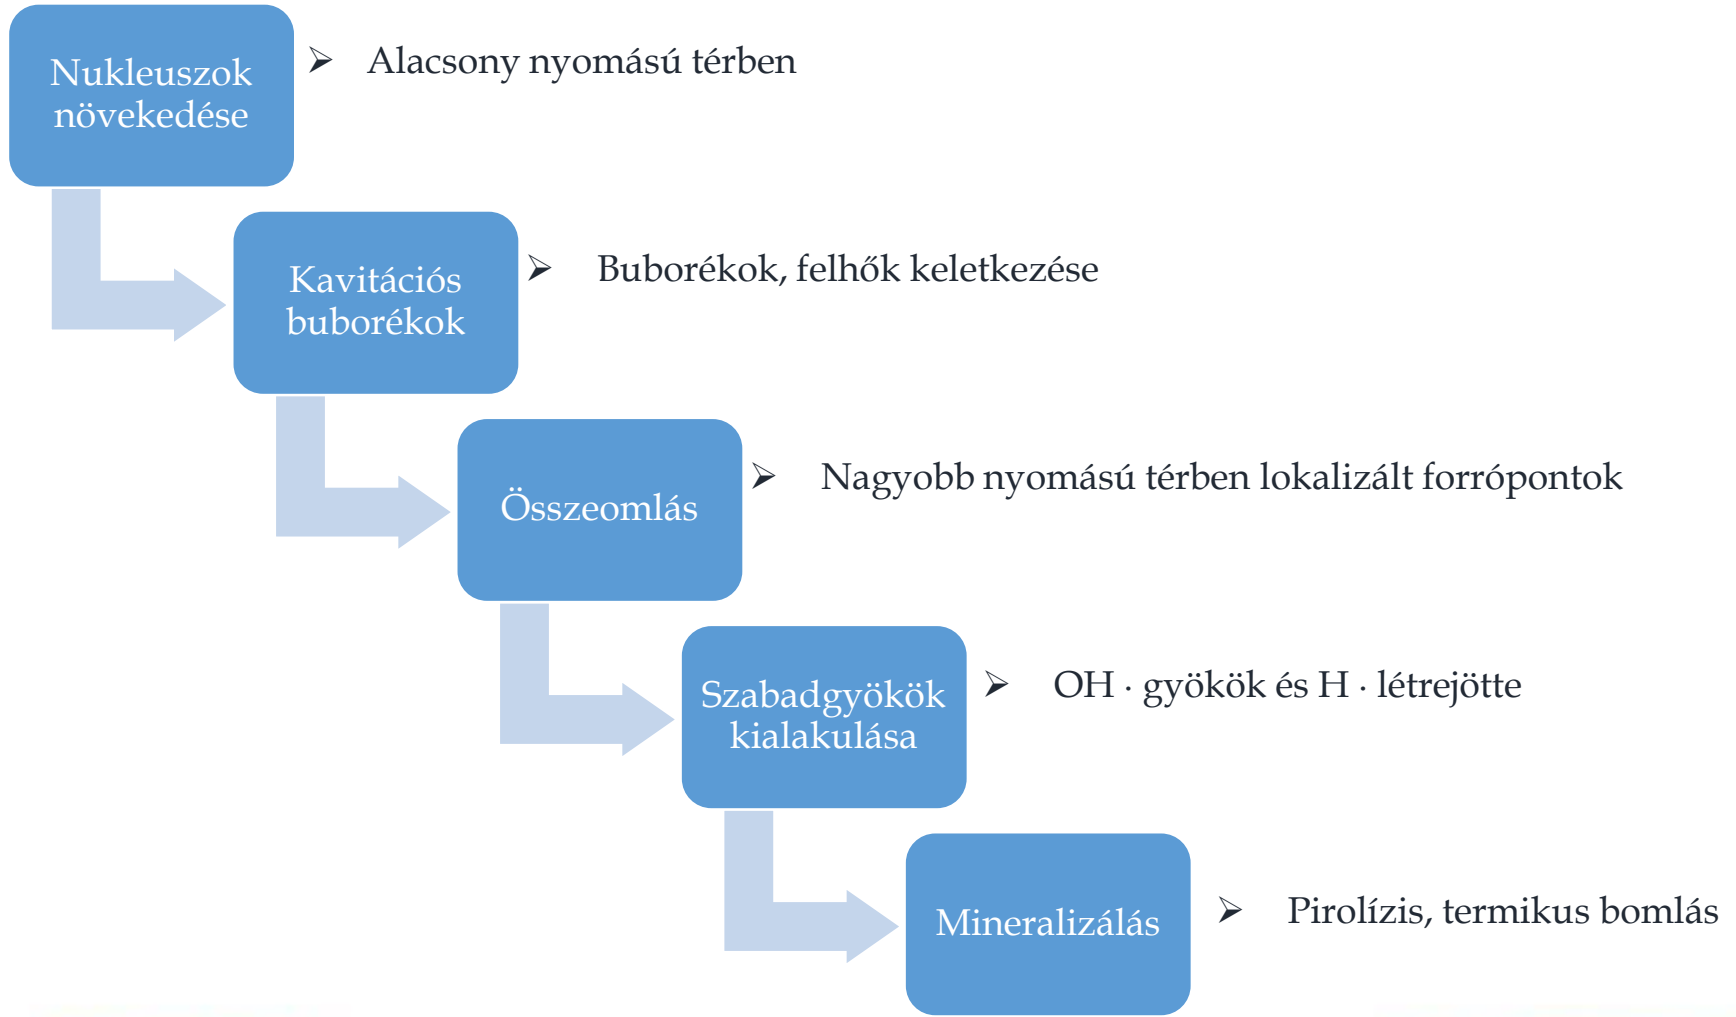 Nukleuszok
növekedése
➢ Alacsony nyomású térben
Kavitációs
buborékok
➢ Buborékok, felhők keletkezése
Összeomlás
➢ Nagyobb nyomású térben lokalizált forrópontok
Szabadgyökök
kialakulása
➢ OH · gyökök és H · létrejötte
Mineralizálás
➢ Pirolízis, termikus bomlás